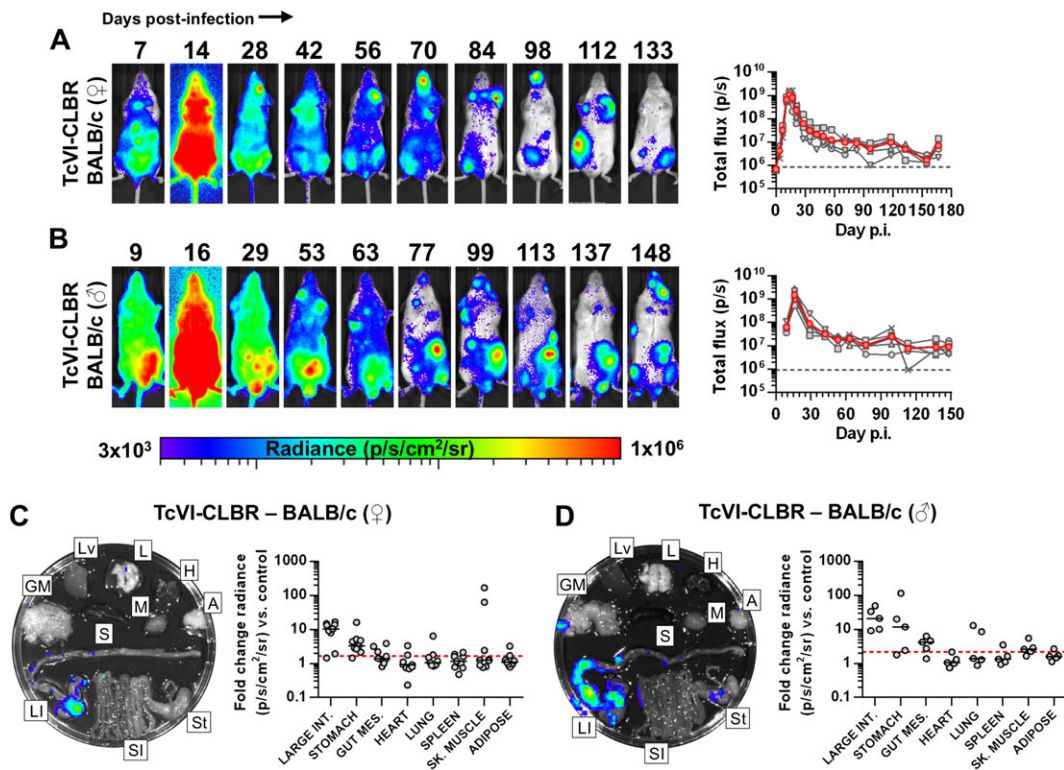 Days post-infection
A
7 14 28 42 56 70 84 98 112 133
TcVI-CLBR
BALB/c (♀)
Total flux (p/s)
10^10
10^9
10^8
10^7
10^6
10^5
0 30 60 90 120 150 180
Day p.i.
B
9 16 29 53 63 77 99 113 137 148
TcVI-CLBR
BALB/c (♂)
Total flux (p/s)
10^10
10^9
10^8
10^7
10^6
10^5
0 30 60 90 120 150
Day p.i.
3x10^3 Radiance (p/s/cm^2/sr) 1x10^6
C
TcVI-CLBR – BALB/c (♀)
Lv L H
GM M A
S
LI St
SI
Fold change radiance
(p/s/cm^2/sr) vs. control
1000
100
10
1
0.1
LARGE INT.
STOMACH
GUT MES.
HEART
LUNG
SPLEEN
SK. MUSCLE
ADIPOSE
D
TcVI-CLBR – BALB/c (♂)
Lv L H
GM M A
S
LI St
SI
Fold change radiance
(p/s/cm^2/sr) vs. control
1000
100
10
1
0.1
LARGE INT.
STOMACH
GUT MES.
HEART
LUNG
SPLEEN
SK. MUSCLE
ADIPOSE